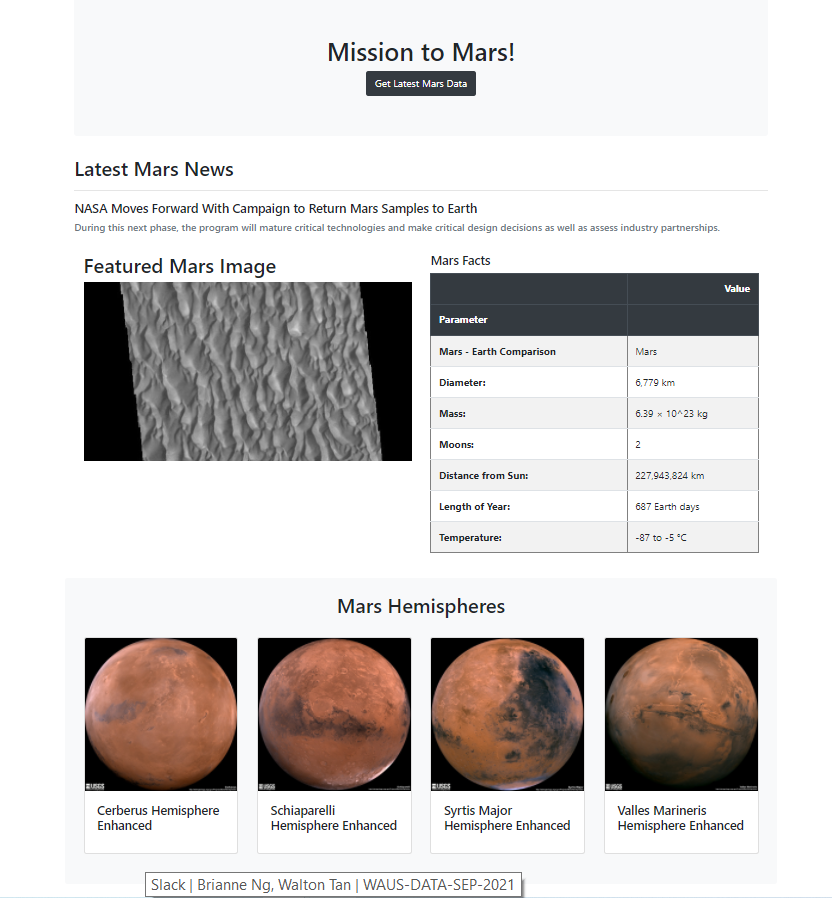 Mission to Mars!
Get Latest Mars Data
Latest Mars News
NASA Moves Forward With Campaign to Return Mars Samples to Earth
During this next phase, the program will mature critical technologies and make critical design decisions as well as assess industry partnerships.
Featured Mars Image
Mars Facts
Value
Parameter
Mars - Earth Comparison Mars
Diameter: 6,779 km
Mass: 6.39 × 10^23 kg
Moons: 2
Distance from Sun: 227,943,824 km
Length of Year: 687 Earth days
Temperature: -87 to -5 °C
Mars Hemispheres
USGS
USGS
USGS
USGS
Cerberus Hemisphere
Enhanced
Schiaparelli
Hemisphere Enhanced
Syrtis Major
Hemisphere Enhanced
Valles Marineris
Hemisphere Enhanced
Slack | Brianne Ng, Walton Tan | WAUS-DATA-SEP-2021